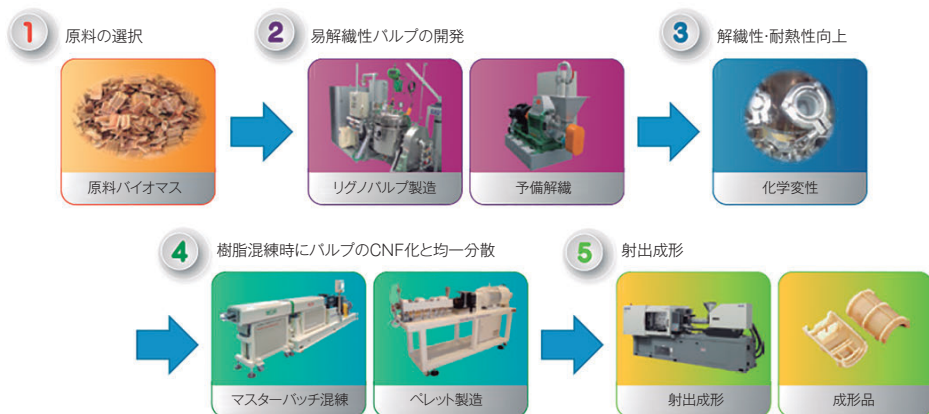 1 原料の選択
原料バイオマス
2 易解繊性パルプの開発
リグノパルプ製造
予備解繊
3 解繊性・耐熱性向上
化学変性
4 樹脂混練時にパルプのCNF化と均一分散
マスターバッチ混練
ペレット製造
5 射出成形
射出成形
成形品